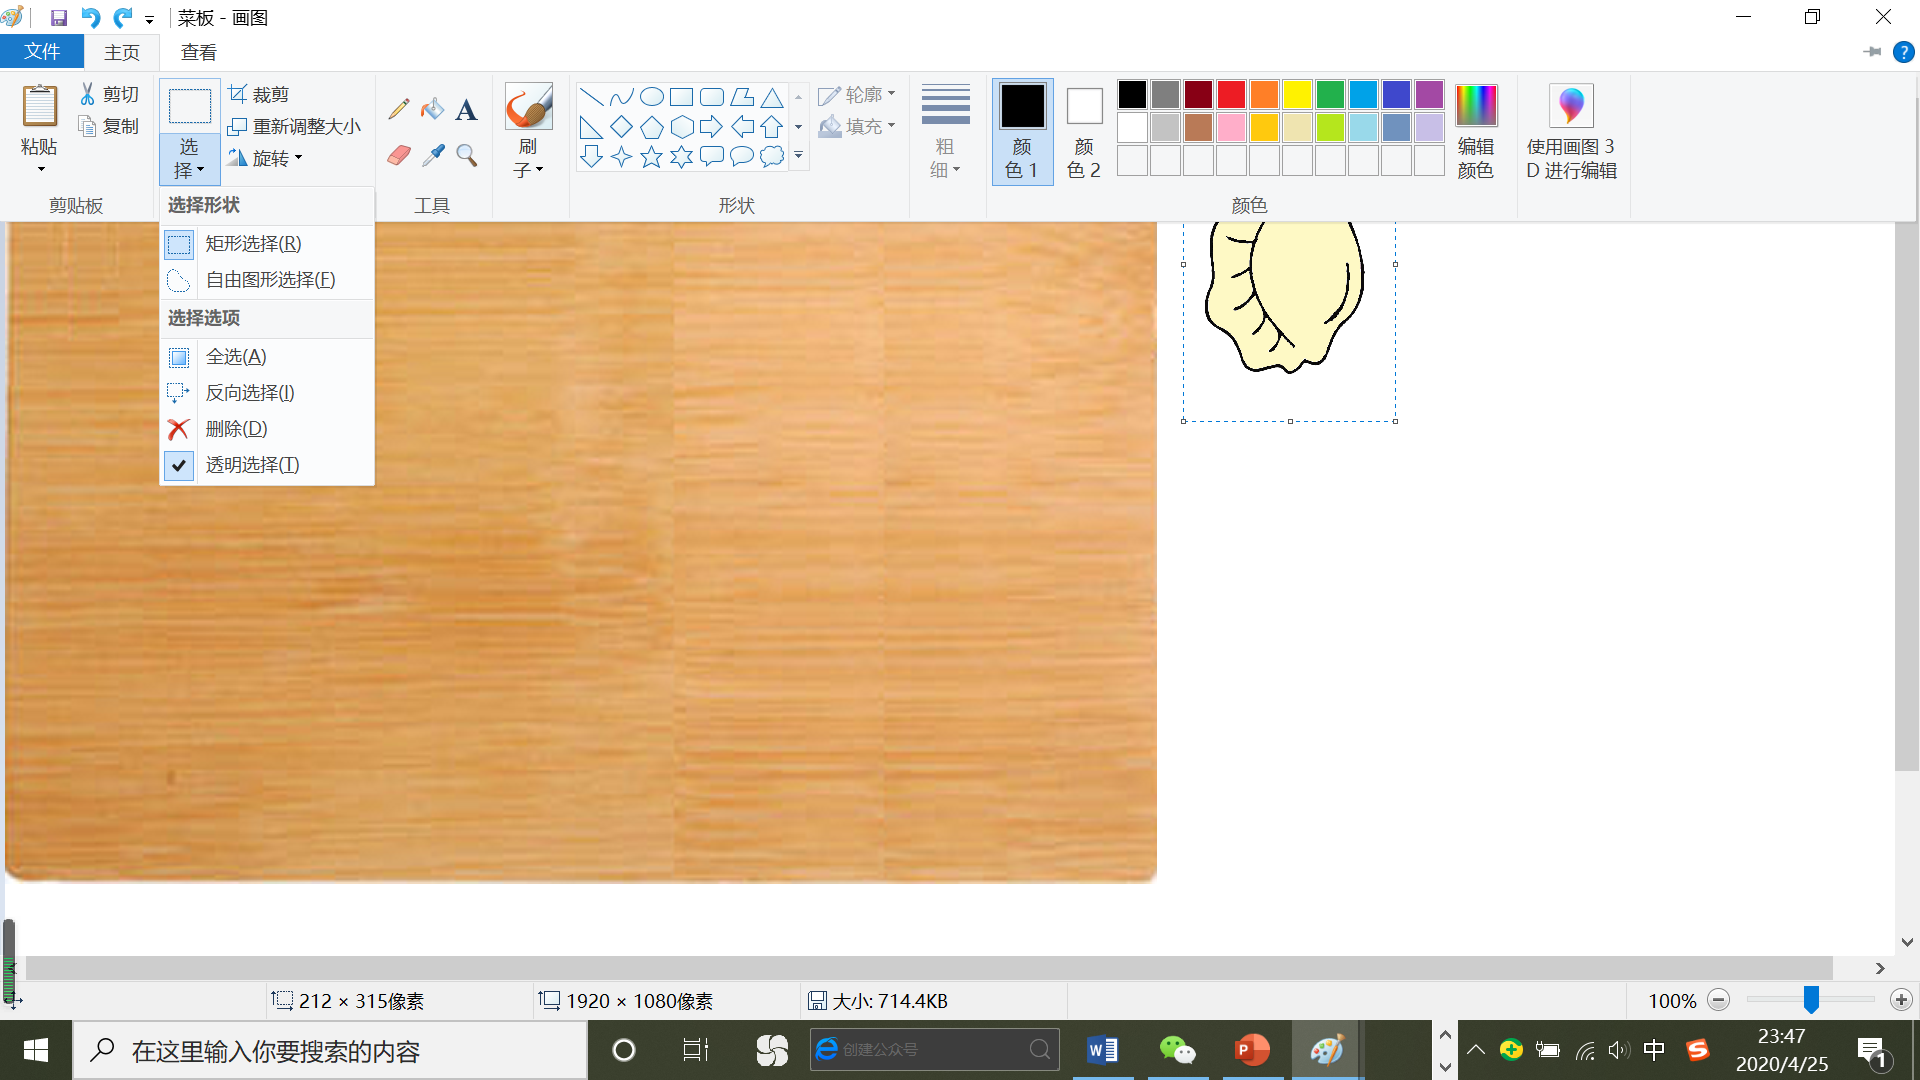 菜板 - 画图
文件 主页 查看
粘贴
剪切
复制
剪贴板
选
择
裁剪
重新调整大小
旋转
A
工具
刷
子
形状
轮廓
填充
粗
细
颜
色 1
颜
色 2
颜色
编辑
颜色
使用画图 3
D 进行编辑
选择形状
矩形选择(R)
自由图形选择(F)
选择选项
全选(A)
反向选择(I)
删除(D)
透明选择(T)
212 × 315像素
1920 × 1080像素
大小: 714.4KB
100%
在这里输入你要搜索的内容
创建公众号
中
23:47
2020/4/25
1